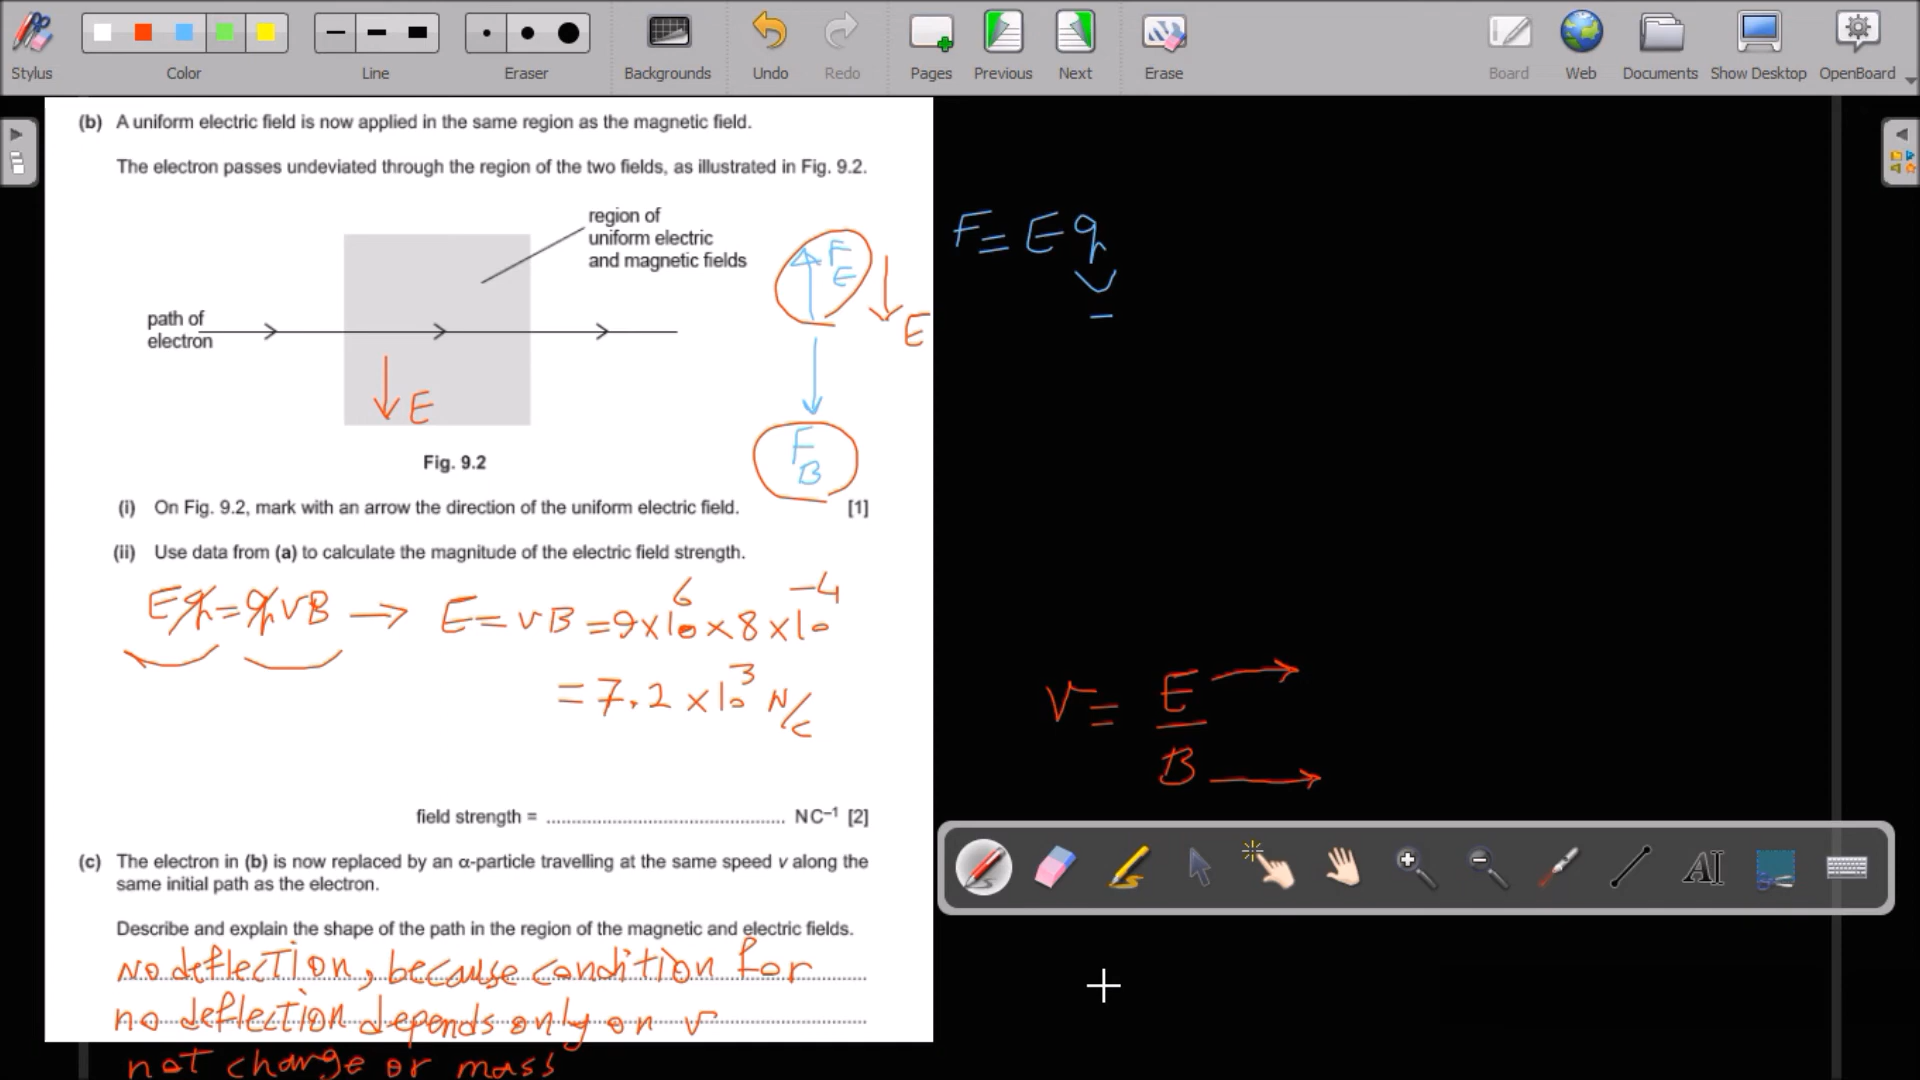 Stylus Color Line Eraser Backgrounds Undo Redo Pages Previous Next Erase Board Web Documents Show Desktop OpenBoard
(b) A uniform electric field is now applied in the same region as the magnetic field.
The electron passes undeviated through the region of the two fields, as illustrated in Fig. 9.2.
region of
uniform electric
and magnetic fields
path of
electron
E
F E
E
F B
Fig. 9.2
(i) On Fig. 9.2, mark with an arrow the direction of the uniform electric field. [1]
(ii) Use data from (a) to calculate the magnitude of the electric field strength.
Eq = qvB → E = vB = 9×10^6 × 8×10^-4
= 7.2 ×10^3 N/C
field strength = .................................................. NC⁻¹ [2]
(c) The electron in (b) is now replaced by an α-particle travelling at the same speed v along the
same initial path as the electron.
Describe and explain the shape of the path in the region of the magnetic and electric fields.
No deflection, because condition for
no deflection depends only on v
not charge or mass
F = Eq
−
v = E/B
AI